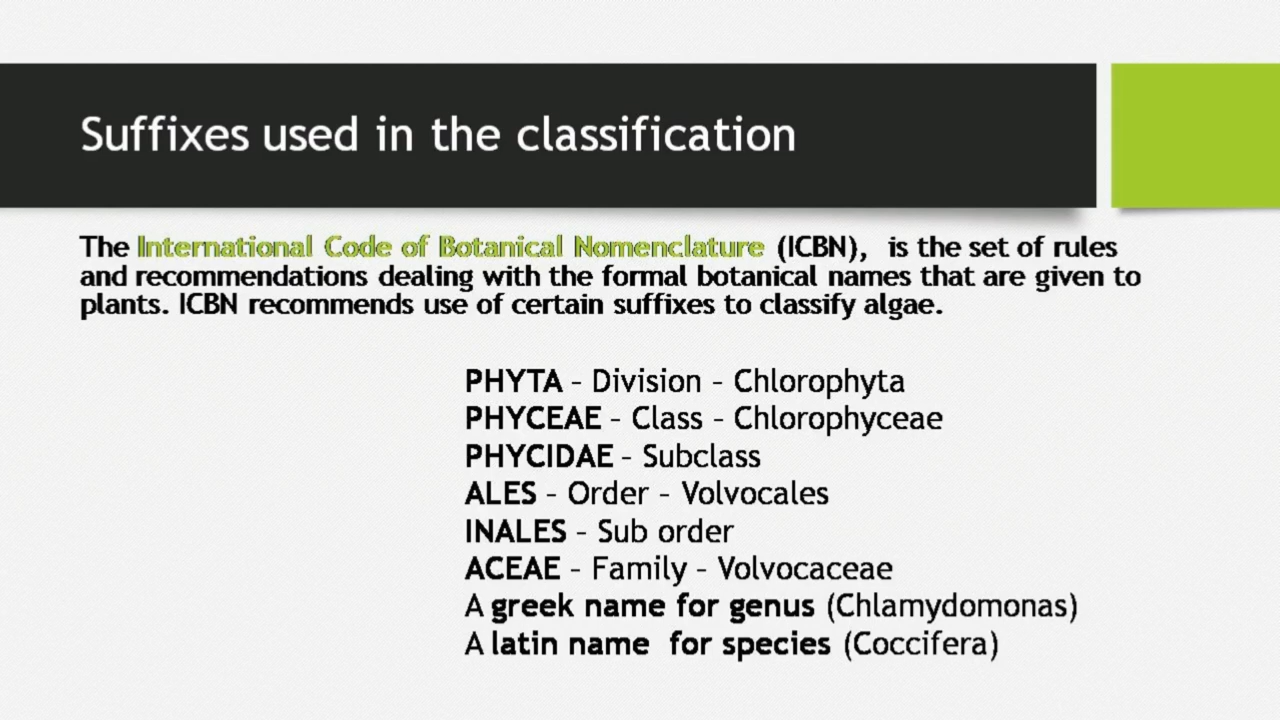 Suffixes used in the classification
The International Code of Botanical Nomenclature (ICBN), is the set of rules
and recommendations dealing with the formal botanical names that are given to
plants. ICBN recommends use of certain suffixes to classify algae.
PHYTA – Division – Chlorophyta
PHYCEAE – Class – Chlorophyceae
PHYCIDAE – Subclass
ALES – Order – Volvocales
INALES – Sub order
ACEAE – Family – Volvocaceae
A greek name for genus (Chlamydomonas)
A latin name for species (Coccifera)